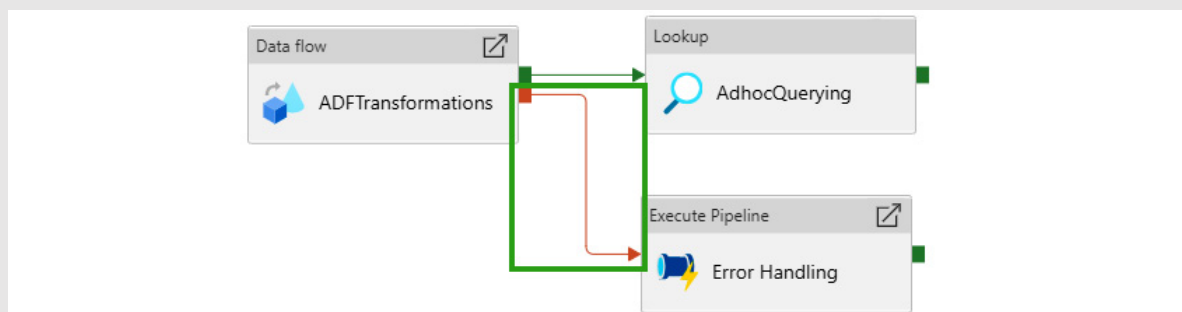 Data flow
ADFTransformations
Lookup
AdhocQuerying
Execute Pipeline
Error Handling